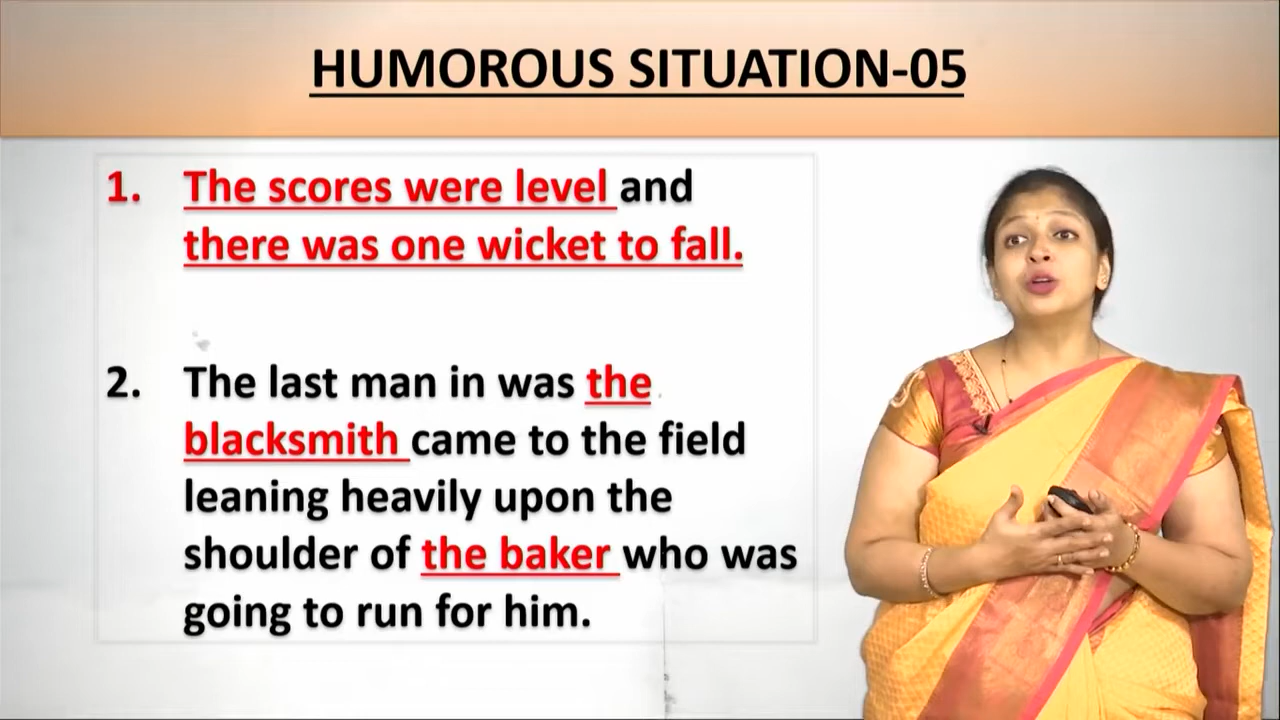 HUMOROUS SITUATION-05
1. The scores were level and
there was one wicket to fall.
2. The last man in was the
blacksmith came to the field
leaning heavily upon the
shoulder of the baker who was
going to run for him.